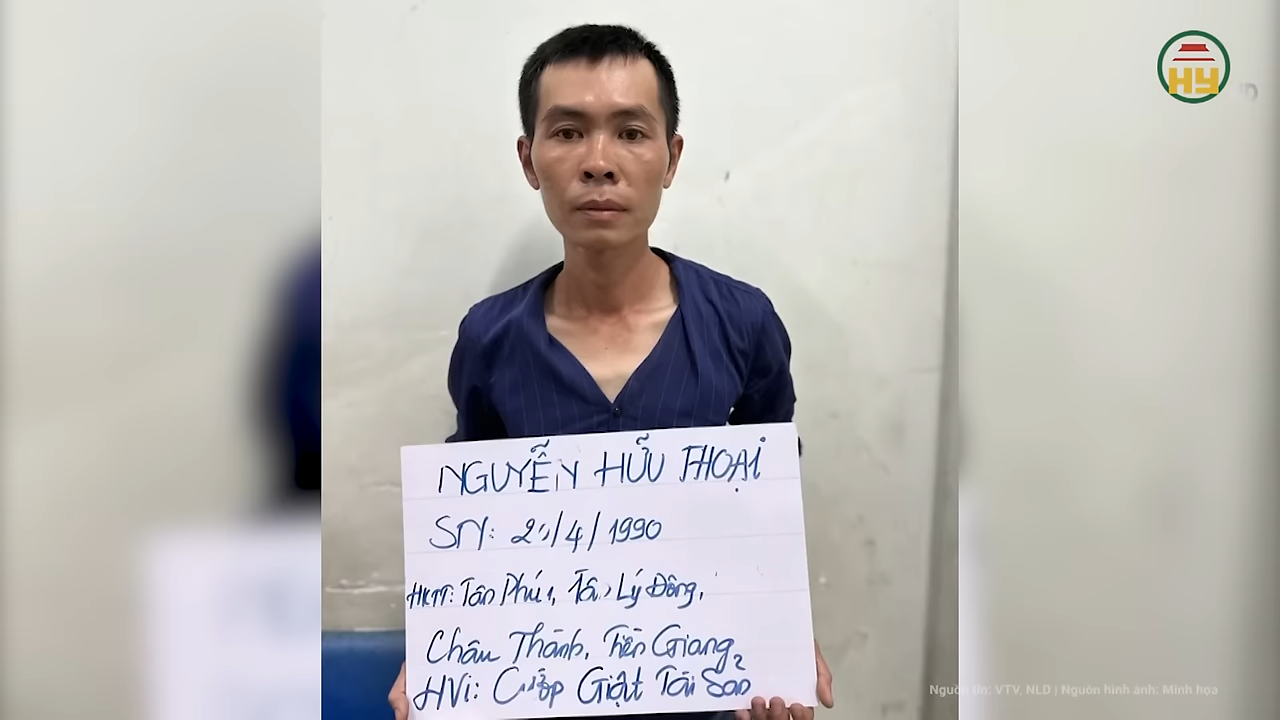 HY
NGUYỄN HỮU THOẠI
SN: /4/1990
HKTT: Tân Phú 1, Tân Lý Đông,
Châu Thành, Tiền Giang
HVi: Cướp Giật Tài Sản
Nguồn tin: VTV, NLD | Nguồn hình ảnh: Minh họa